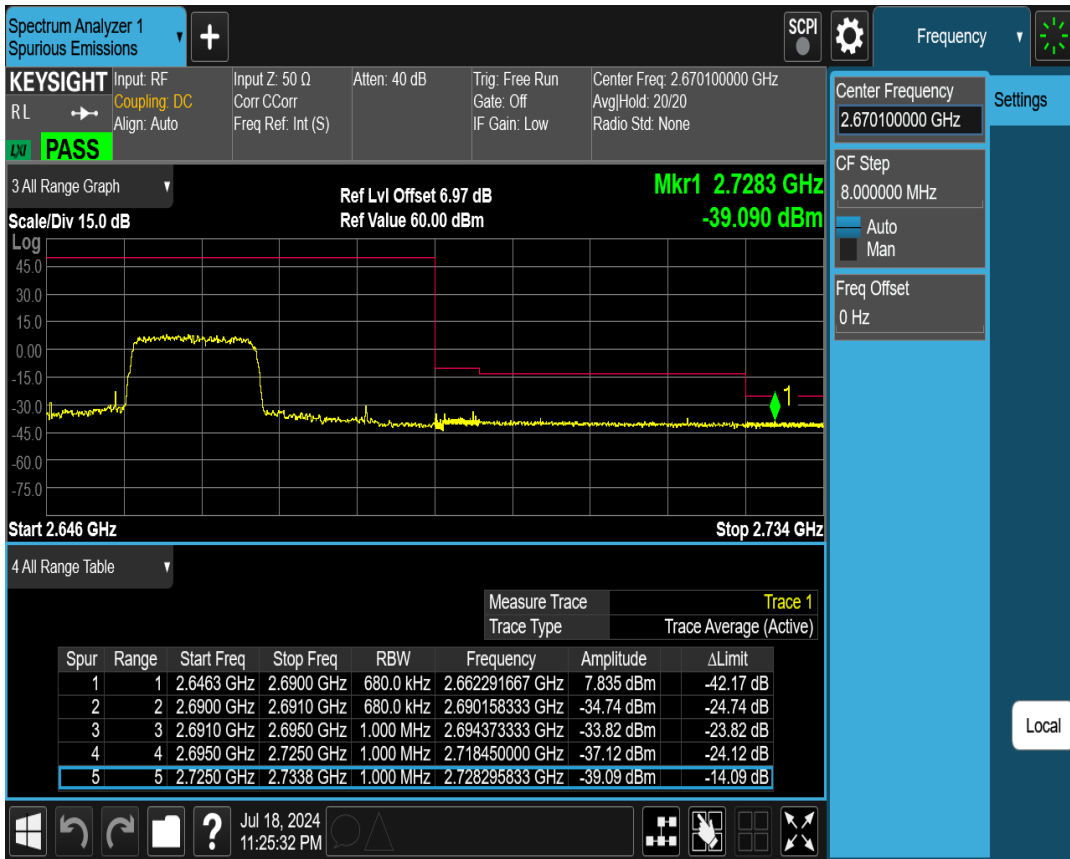 Spectrum Analyzer 1
Spurious Emissions
+
SCPI
Frequency
KEYSIGHT
RL
LXI PASS
Input: RF
Coupling: DC
Align: Auto
Input Z: 50 Ω
Corr CCorr
Freq Ref: Int (S)
Atten: 40 dB
Trig: Free Run
Gate: Off
IF Gain: Low
Center Freq: 2.670100000 GHz
Avg|Hold: 20/20
Radio Std: None
Center Frequency
2.670100000 GHz
Settings
CF Step
8.000000 MHz
Auto
Man
Freq Offset
0 Hz
Local
3 All Range Graph
Scale/Div 15.0 dB
Ref Lvl Offset 6.97 dB
Ref Value 60.00 dBm
Mkr1 2.7283 GHz
-39.090 dBm
Log
45.0
30.0
15.0
0.00
-15.0
-30.0
-45.0
-60.0
-75.0
1
Start 2.646 GHz Stop 2.734 GHz
4 All Range Table
Measure Trace Trace 1
Trace Type Trace Average (Active)
Spur Range Start Freq Stop Freq RBW Frequency Amplitude ΔLimit
1 1 2.6463 GHz 2.6900 GHz 680.0 kHz 2.662291667 GHz 7.835 dBm -42.17 dB
2 2 2.6900 GHz 2.6910 GHz 680.0 kHz 2.690158333 GHz -34.74 dBm -24.74 dB
3 3 2.6910 GHz 2.6950 GHz 1.000 MHz 2.694373333 GHz -33.82 dBm -23.82 dB
4 4 2.6950 GHz 2.7250 GHz 1.000 MHz 2.718450000 GHz -37.12 dBm -24.12 dB
5 5 2.7250 GHz 2.7338 GHz 1.000 MHz 2.728295833 GHz -39.09 dBm -14.09 dB
?
Jul 18, 2024
11:25:32 PM